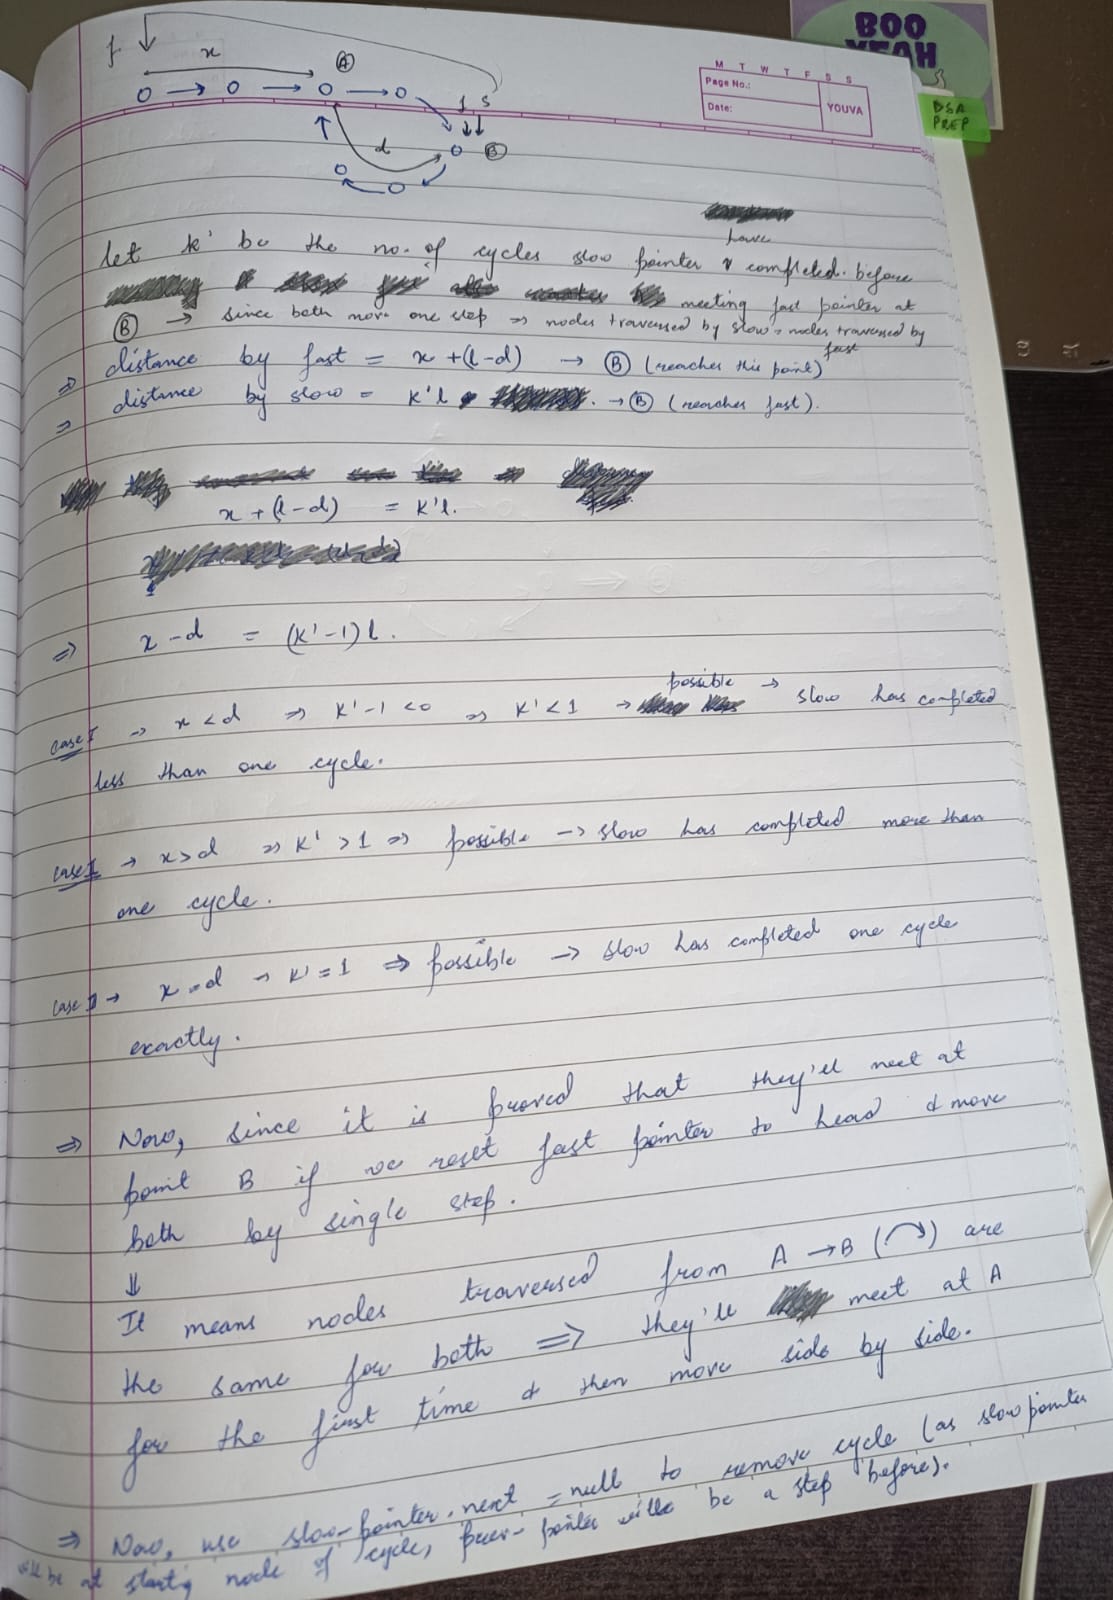 BOO
YEAH
DSA
PREP
M T W T F S S
Page No.:
Date:
YOUVA
f
x
A
f s
d
B
have
let k' be the no. of cycles slow pointer completed before
meeting fast pointer at
B → since both move one step ⇒ nodes traversed by slow = nodes traversed by
fast
⇒ distance by fast = x + (l-d) → B (reaches this point)
⇒ distance by slow = k'l → B (reaches fast).
x + (l-d) = k'l.
⇒ x - d = (k'-1) l.
possible
case I → x < d ⇒ k'-1 < 0 ⇒ k' < 1 → → slow has completed
less than one cycle.
case II → x > d ⇒ k' > 1 ⇒ possible → slow has completed more than
one cycle.
case III → x = d → k' = 1 ⇒ possible → slow has completed one cycle
exactly.
⇒ Now, since it is proved that they'll meet at
point B if we reset fast pointer to head & move
both by single step.
⇓
It means nodes traversed from A → B (↷) are
the same for both ⇒ they'll meet at A
for the first time & then move side by side.
⇒ Now, use slow-pointer.next = null to remove cycle (as slow pointer
will be at starting node of cycle, prev-pointer will be a step before).